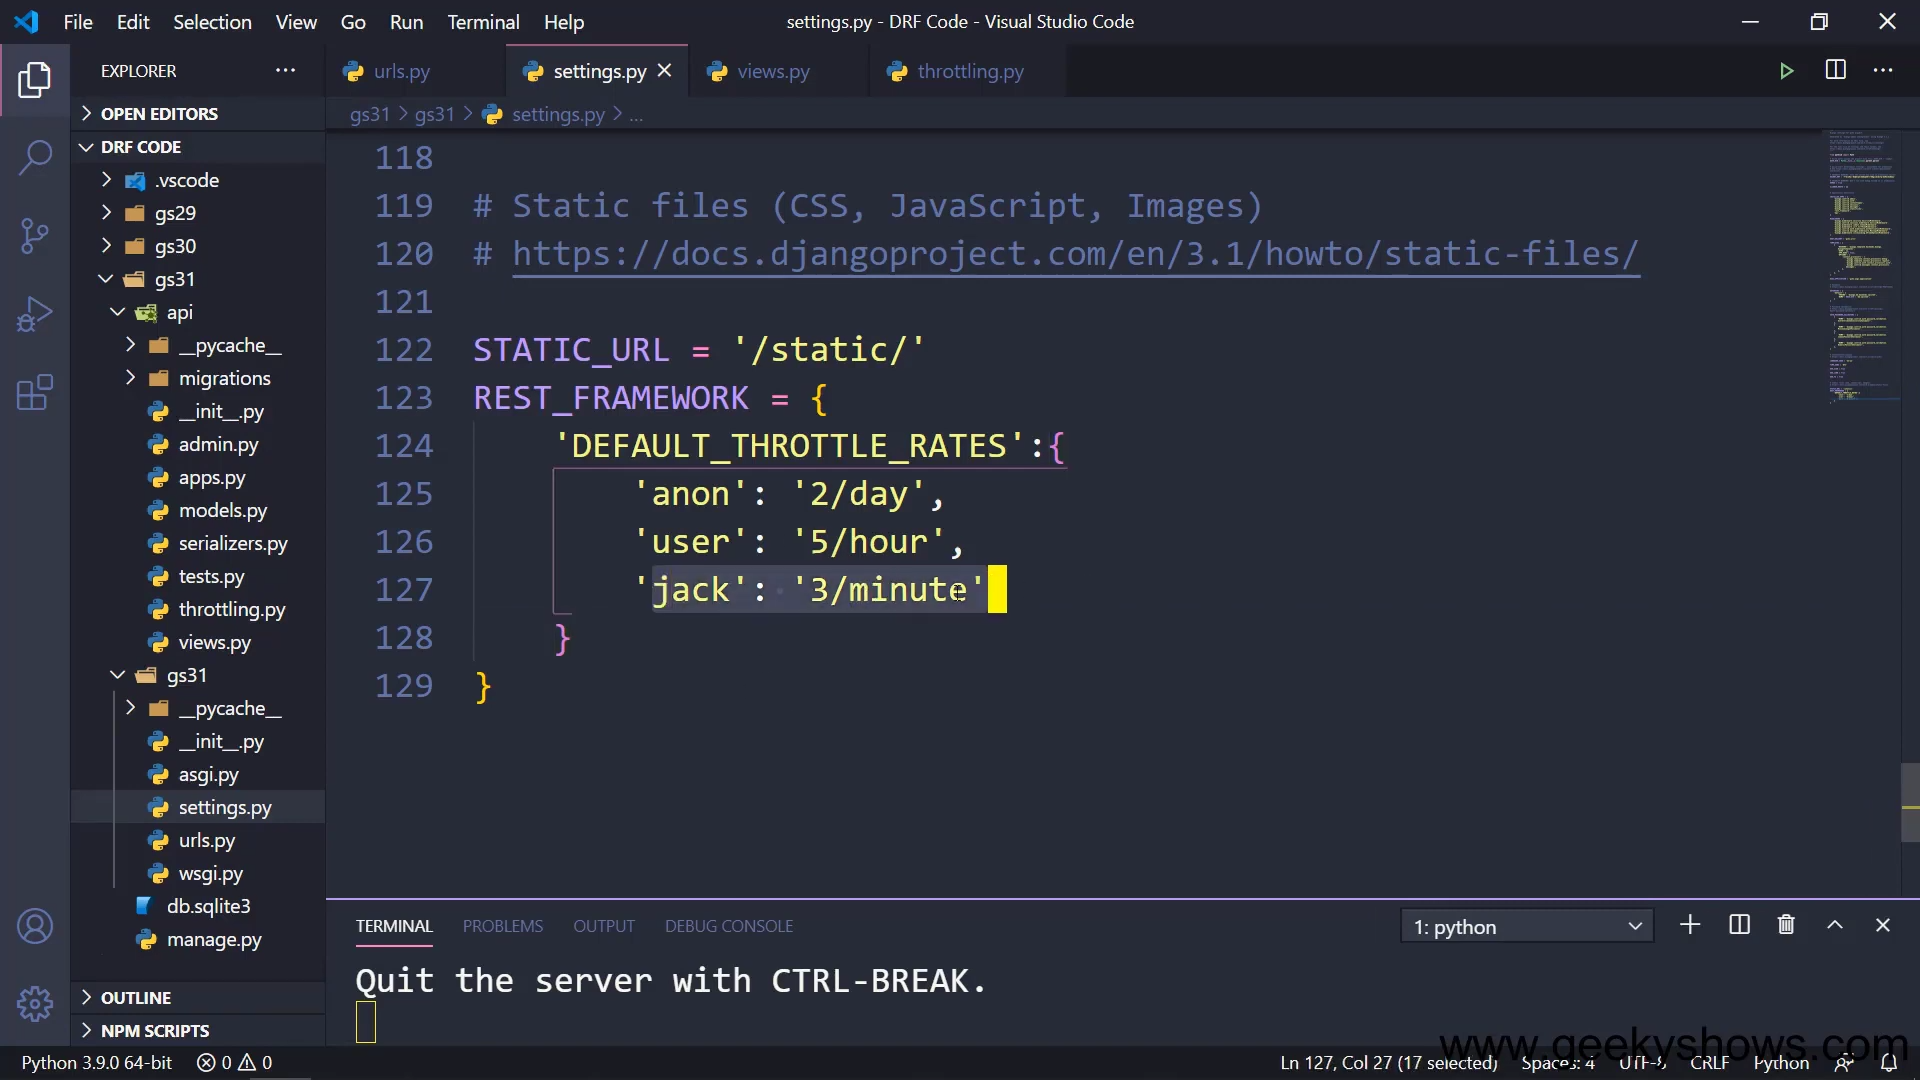 File Edit Selection View Go Run Terminal Help
settings.py - DRF Code - Visual Studio Code
EXPLORER ...
urls.py
settings.py
views.py
throttling.py
gs31 > gs31 > settings.py > ...
OPEN EDITORS
DRF CODE
.vscode
gs29
gs30
gs31
api
__pycache__
migrations
__init__.py
admin.py
apps.py
models.py
serializers.py
tests.py
throttling.py
views.py
gs31
__pycache__
__init__.py
asgi.py
settings.py
urls.py
wsgi.py
db.sqlite3
manage.py
OUTLINE
NPM SCRIPTS
118
119 # Static files (CSS, JavaScript, Images)
120 # https://docs.djangoproject.com/en/3.1/howto/static-files/
121
122 STATIC_URL = '/static/'
123 REST_FRAMEWORK = {
124 'DEFAULT_THROTTLE_RATES':{
125 'anon': '2/day',
126 'user': '5/hour',
127 'jack': '3/minute'
128 }
129 }
TERMINAL PROBLEMS OUTPUT DEBUG CONSOLE
1: python
Quit the server with CTRL-BREAK.
www.geekyshows.com
Python 3.9.0 64-bit 0 0
Ln 127, Col 27 (17 selected) Spaces: 4 UTF-8 CRLF Python